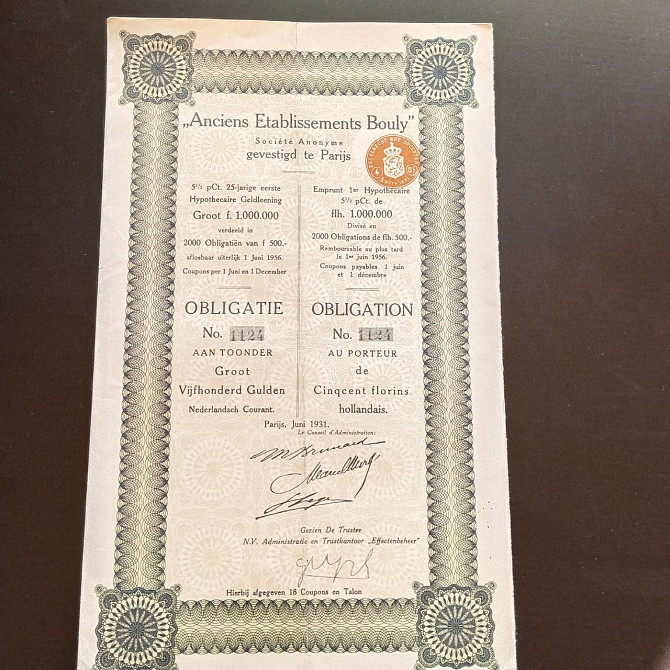 „Anciens Etablissements Bouly"
Société Anonyme
gevestigd te Parijs
5½ pCt. 25-jarige eerste
Hypothecaire Geldleening
Groot f. 1.000.000
verdeeld in
2000 Obligatiën van f 500.-
aflosbaar uiterlijk 1 Juni 1956.
Coupons per 1 Juni en 1 December
OBLIGATIE
No. 1124
AAN TOONDER
Groot
Vijfhonderd Gulden
Nederlandsch Courant.
Emprunt 1er Hypothécaire
5½ pCt. de
flh. 1.000.000
Divisé en
2000 Obligations de flh. 500.-
Remboursable au plus tard
le 1er juin 1956.
Coupons payables 1 juin
et 1 décembre
OBLIGATION
No. 1124
AU PORTEUR
de
Cinqcent florins
hollandais.
Parijs, Juni 1931.
Le Conseil d'Administration:
Gezien De Trustee
N.V. Administratie en Trustkantoor „Effectenbeheer"
Hierbij afgegeven 18 Coupons en Talon